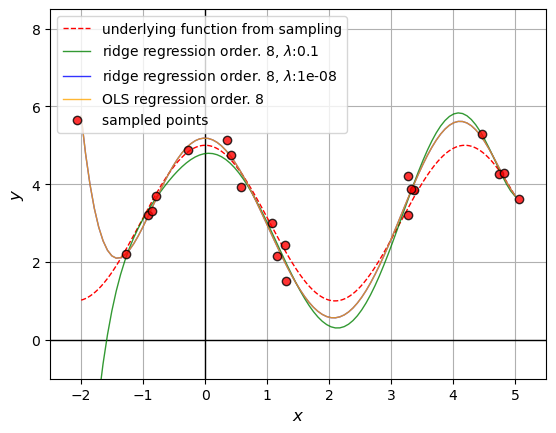 underlying function from sampling
ridge regression order. 8, λ:0.1
ridge regression order. 8, λ:1e-08
OLS regression order. 8
sampled points
8
6
4
2
0
y
−2 −1 0 1 2 3 4 5
x